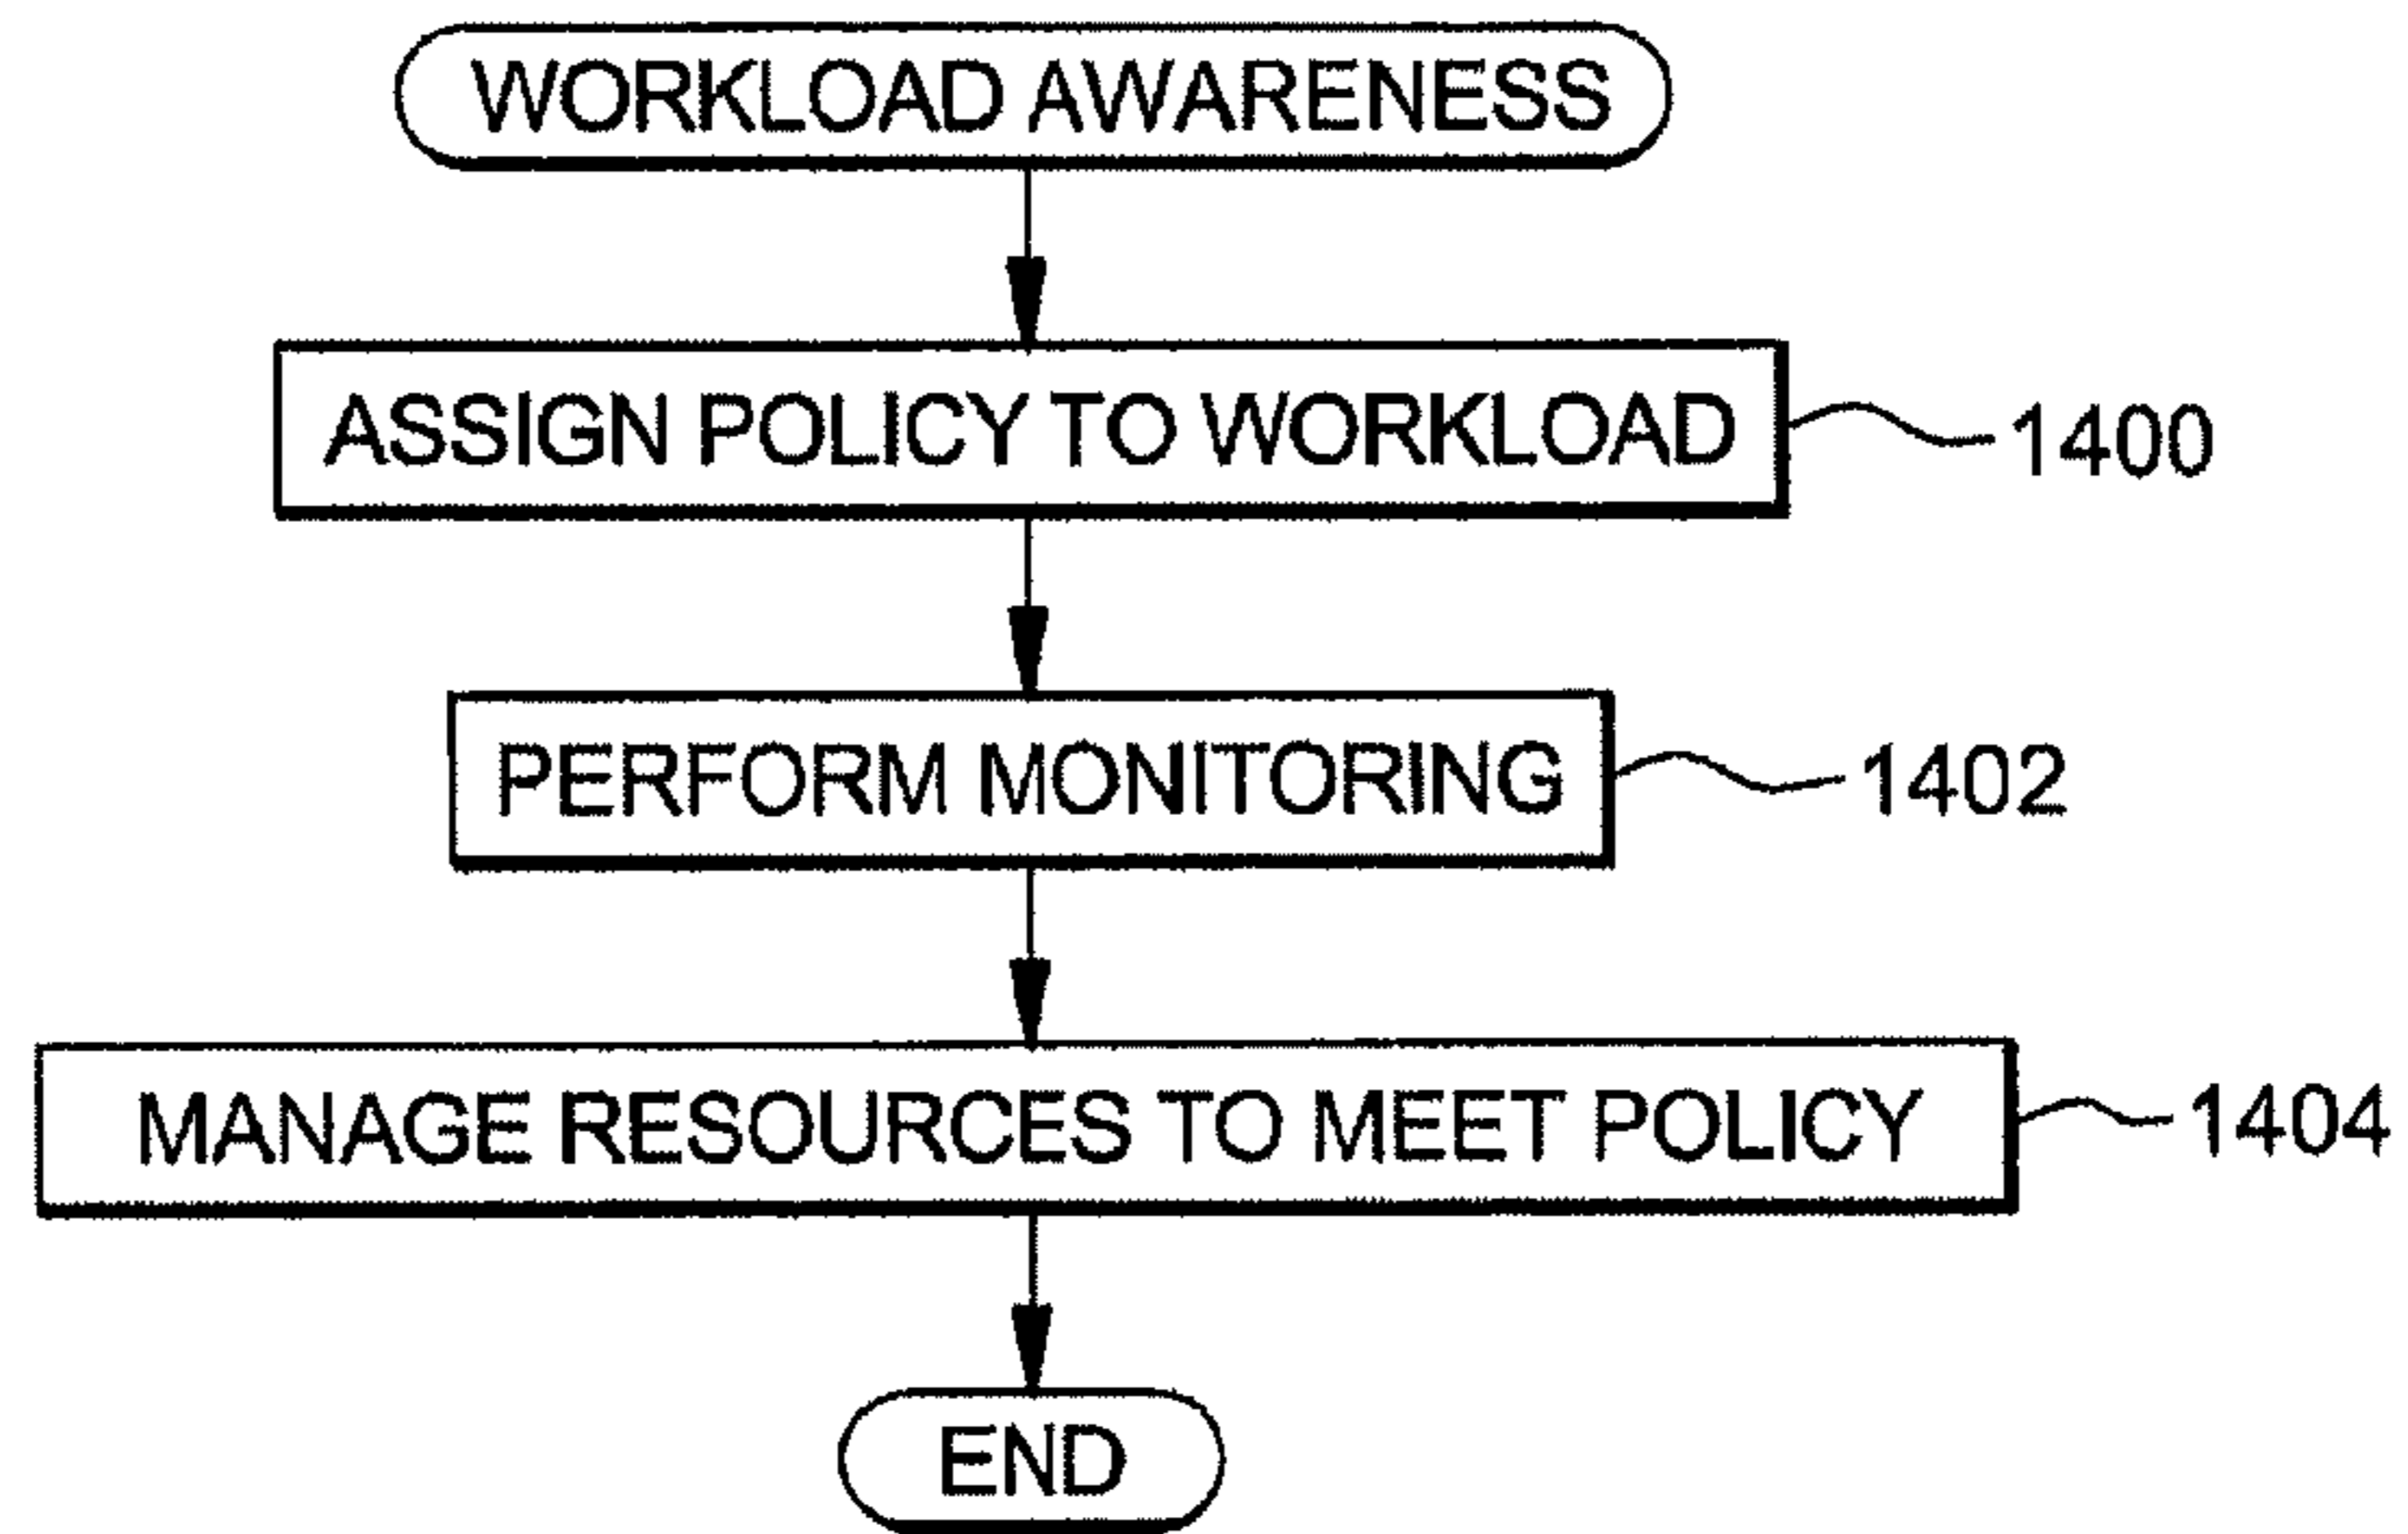 WORKLOAD AWARENESS
ASSIGN POLICY TO WORKLOAD
1400
PERFORM MONITORING
1402
MANAGE RESOURCES TO MEET POLICY
1404
END